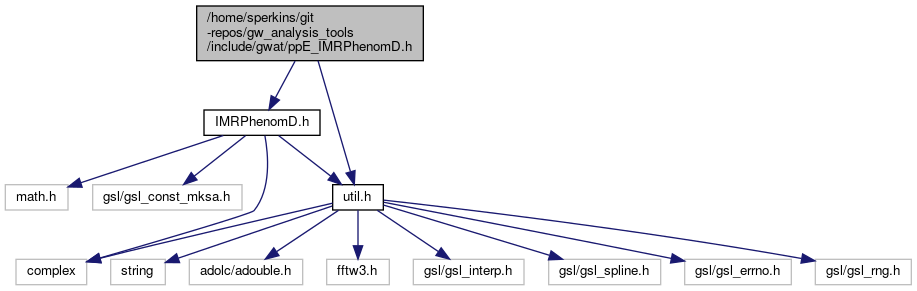 /home/sperkins/git
-repos/gw_analysis_tools
/include/gwat/ppE_IMRPhenomD.h
IMRPhenomD.h
math.h
gsl/gsl_const_mksa.h
util.h
complex
string
adolc/adouble.h
fftw3.h
gsl/gsl_interp.h
gsl/gsl_spline.h
gsl/gsl_errno.h
gsl/gsl_rng.h